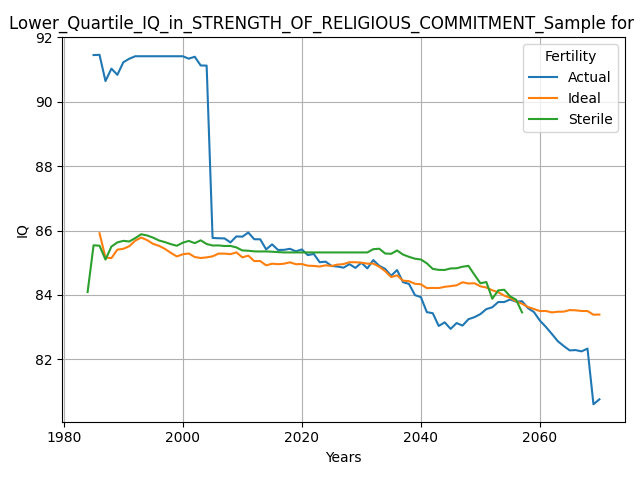 Lower_Quartile_IQ_in_STRENGTH_OF_RELIGIOUS_COMMITMENT_Sample for
92
90
88
86
84
82
IQ
Fertility
Actual
Ideal
Sterile
1980 2000 2020 2040 2060
Years